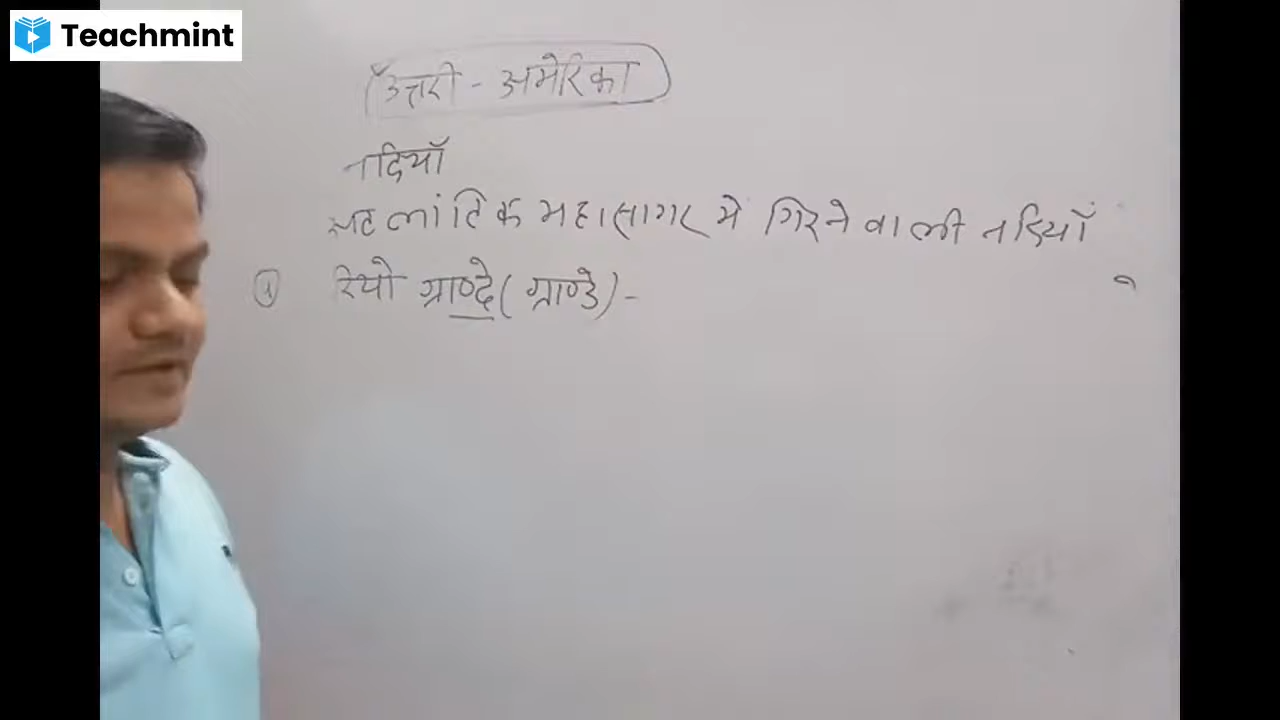 Teachmint
उत्तरी - अमेरिका
नदियाँ
अटलांटिक महासागर में गिरने वाली नदियाँ
① रियो ग्राण्दे (ग्राण्डे) -